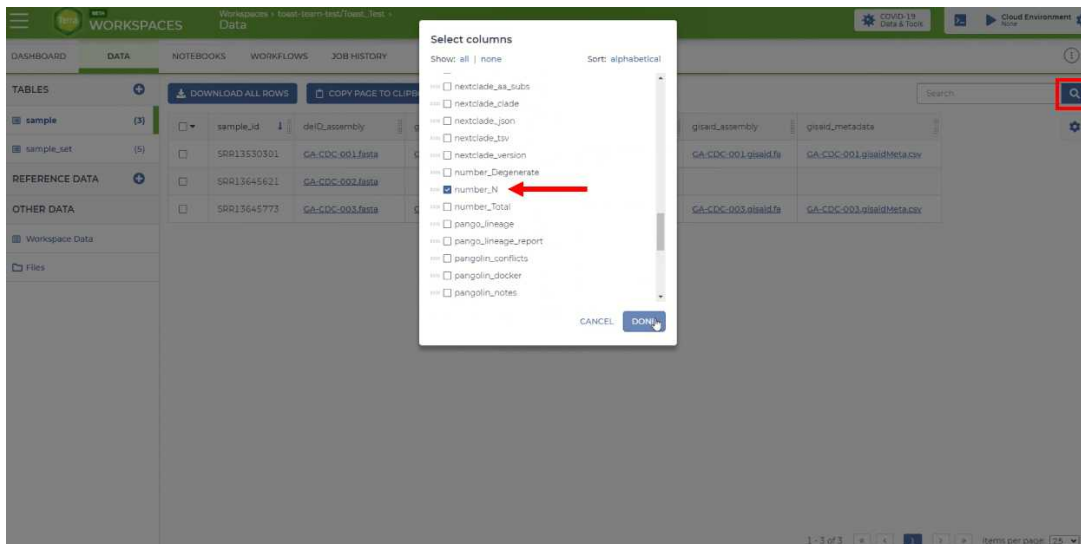 BETA
WORKSPACES
Workspaces > toast-team-test/Toast_Test >
Data
COVID-19
Data & Tools
Cloud Environment
None
DASHBOARD DATA NOTEBOOKS WORKFLOWS JOB HISTORY
TABLES
sample (3)
sample_set (5)
REFERENCE DATA
OTHER DATA
Workspace Data
Files
DOWNLOAD ALL ROWS COPY PAGE TO CLIPB
Search
sample_id deID_assembly gisaid_assembly gisaid_metadata
SRR13530301 GA-CDC-001.fasta GA-CDC-001.gisaid.fa GA-CDC-001.gisaidMeta.csv
SRR13645621 GA-CDC-002.fasta
SRR13645773 GA-CDC-003.fasta GA-CDC-003.gisaid.fa GA-CDC-003.gisaidMeta.csv
Select columns
Show: all | none Sort: alphabetical
nextclade_aa_subs
nextclade_clade
nextclade_json
nextclade_tsv
nextclade_version
number_Degenerate
number_N
number_Total
pango_lineage
pango_lineage_report
pangolin_conflicts
pangolin_docker
pangolin_notes
CANCEL DONE
1 - 3 of 3 1 Items per page: 25